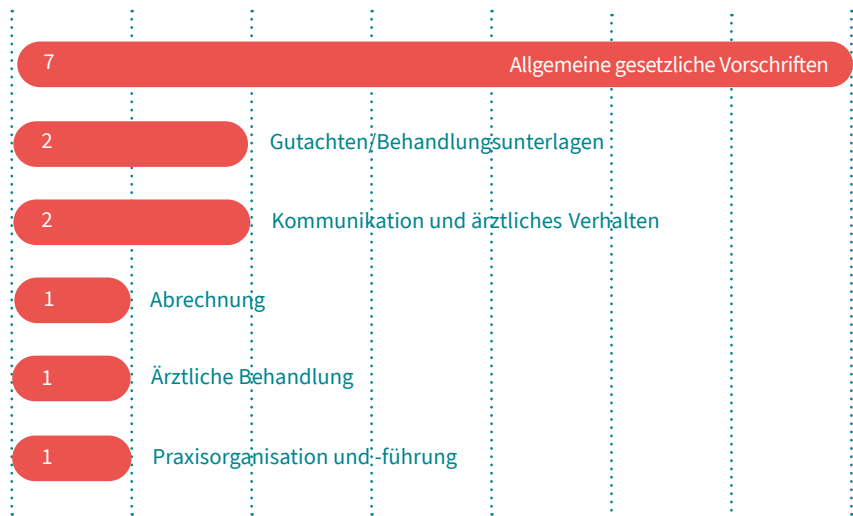 7 Allgemeine gesetzliche Vorschriften
2 Gutachten/Behandlungsunterlagen
2 Kommunikation und ärztliches Verhalten
1 Abrechnung
1 Ärztliche Behandlung
1 Praxisorganisation und -führung